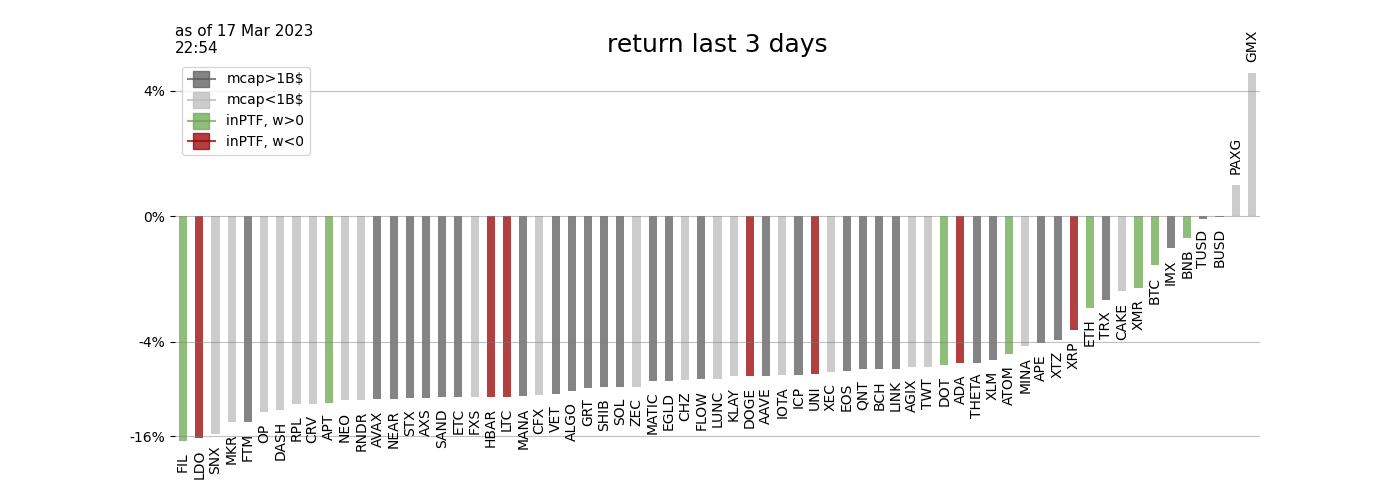 as of 17 Mar 2023
22:54
return last 3 days
mcap>1B$
mcap<1B$
inPTF, w>0
inPTF, w<0
4%
0%
-4%
-16%
FIL
LDO
SNX
MKR
FTM
OP
DASH
RPL
CRV
APT
NEO
RNDR
AVAX
NEAR
STX
AXS
SAND
ETC
FXS
HBAR
LTC
MANA
CFX
VET
ALGO
GRT
SHIB
SOL
ZEC
MATIC
EGLD
CHZ
FLOW
LUNC
KLAY
DOGE
AAVE
IOTA
ICP
UNI
XEC
EOS
QNT
BCH
LINK
AGIX
TWT
DOT
ADA
THETA
XLM
ATOM
MINA
APE
XTZ
XRP
ETH
TRX
CAKE
XMR
BTC
IMX
BNB
TUSD
BUSD
PAXG
GMX